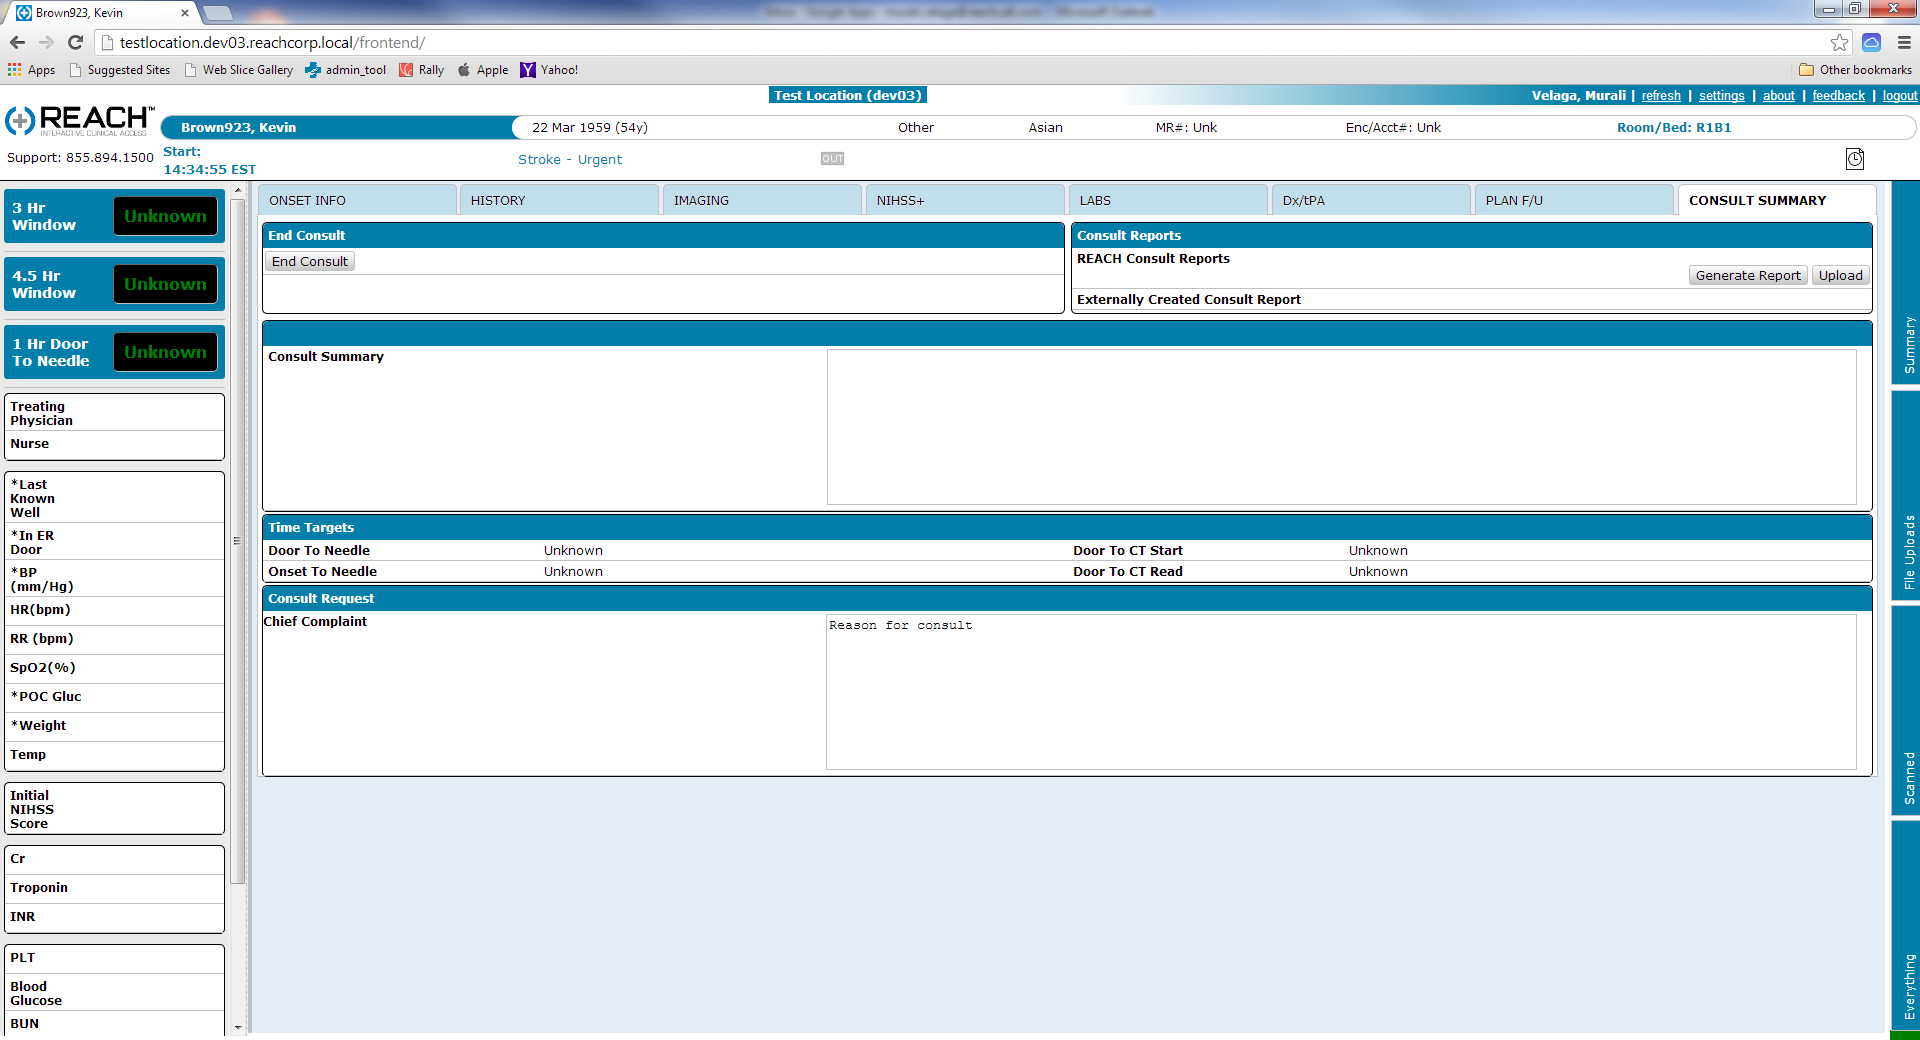 Brown923, Kevin
testlocation.dev03.reachcorp.local/frontend/
Apps Suggested Sites Web Slice Gallery admin_tool Rally Apple Yahoo! Other bookmarks
Test Location (dev03)
Velaga, Murali | refresh | settings | about | feedback | logout
REACH™
INTERACTIVE CLINICAL ACCESS
Brown923, Kevin 22 Mar 1959 (54y) Other Asian MR#: Unk Enc/Acct#: Unk Room/Bed: R1B1
Support: 855.894.1500
Start:
14:34:55 EST
Stroke - Urgent
OUT
3 Hr
Window
Unknown
4.5 Hr
Window
Unknown
1 Hr Door
To Needle
Unknown
Treating
Physician
Nurse
*Last
Known
Well
*In ER
Door
*BP
(mm/Hg)
HR(bpm)
RR (bpm)
SpO2(%)
*POC Gluc
*Weight
Temp
Initial
NIHSS
Score
Cr
Troponin
INR
PLT
Blood
Glucose
BUN
ONSET INFO HISTORY IMAGING NIHSS+ LABS Dx/tPA PLAN F/U CONSULT SUMMARY
End Consult
End Consult
Consult Reports
REACH Consult Reports
Generate Report Upload
Externally Created Consult Report
Consult Summary
Time Targets
Door To Needle Unknown Door To CT Start Unknown
Onset To Needle Unknown Door To CT Read Unknown
Consult Request
Chief Complaint
Reason for consult
Summary
File Uploads
Scanned
Everything